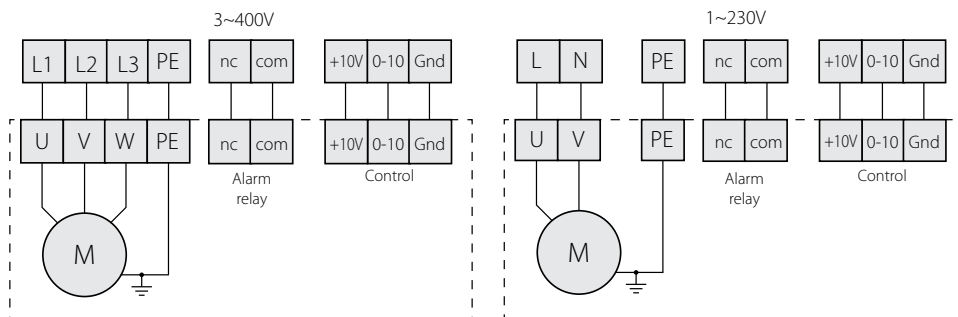 3~400V
L1 L2 L3 PE nc com +10V 0-10 Gnd
U V W PE nc com +10V 0-10 Gnd
Alarm relay
Control
M
1~230V
L N PE nc com +10V 0-10 Gnd
U V PE nc com +10V 0-10 Gnd
Alarm relay
Control
M